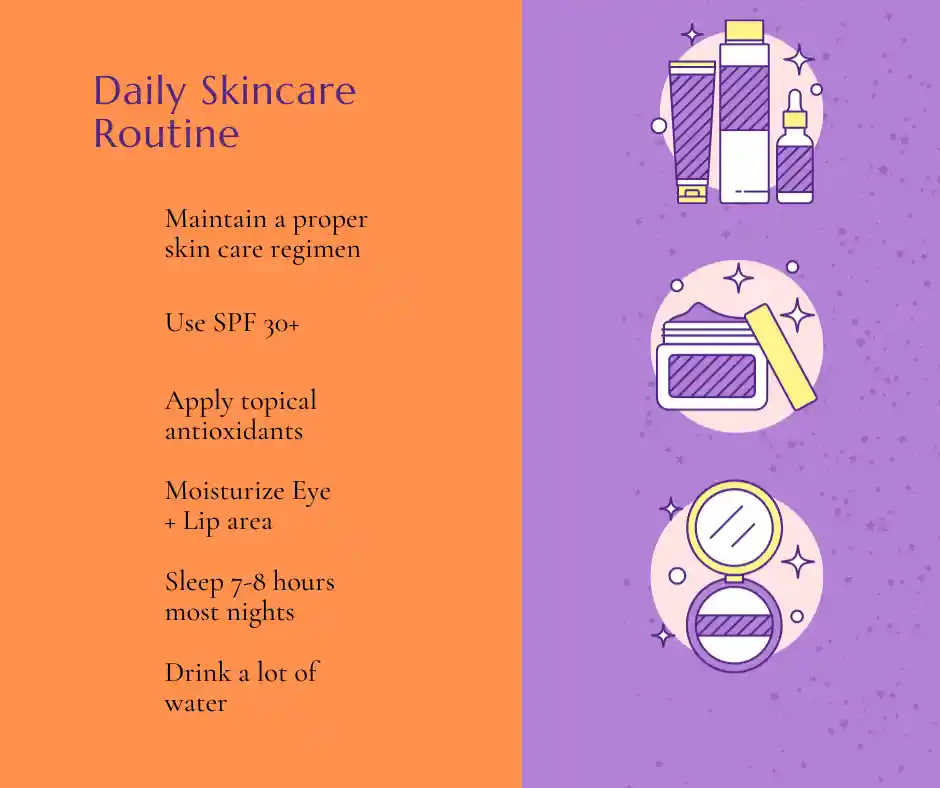 Daily Skincare
Routine
Maintain a proper
skin care regimen
Use SPF 30+
Apply topical
antioxidants
Moisturize Eye
+ Lip area
Sleep 7-8 hours
most nights
Drink a lot of
water